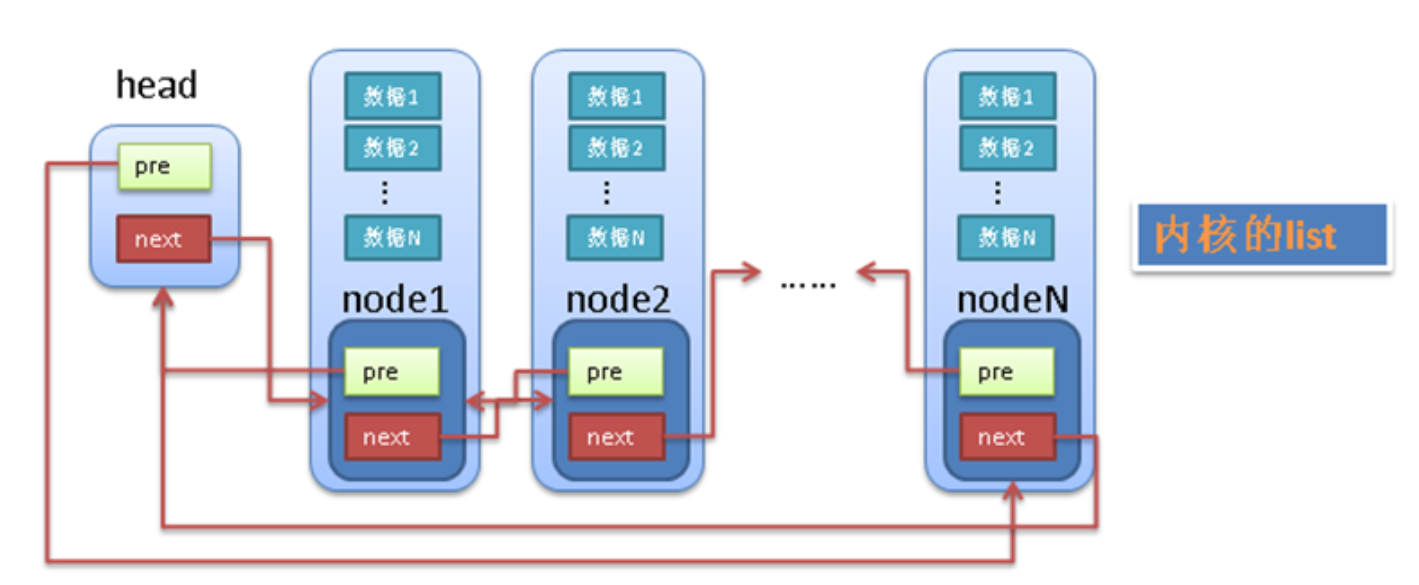 head
pre
next
数据1
数据2
⋮
数据N
node1
pre
next
数据1
数据2
⋮
数据N
node2
pre
next
……
数据1
数据2
⋮
数据N
nodeN
pre
next
内核的list